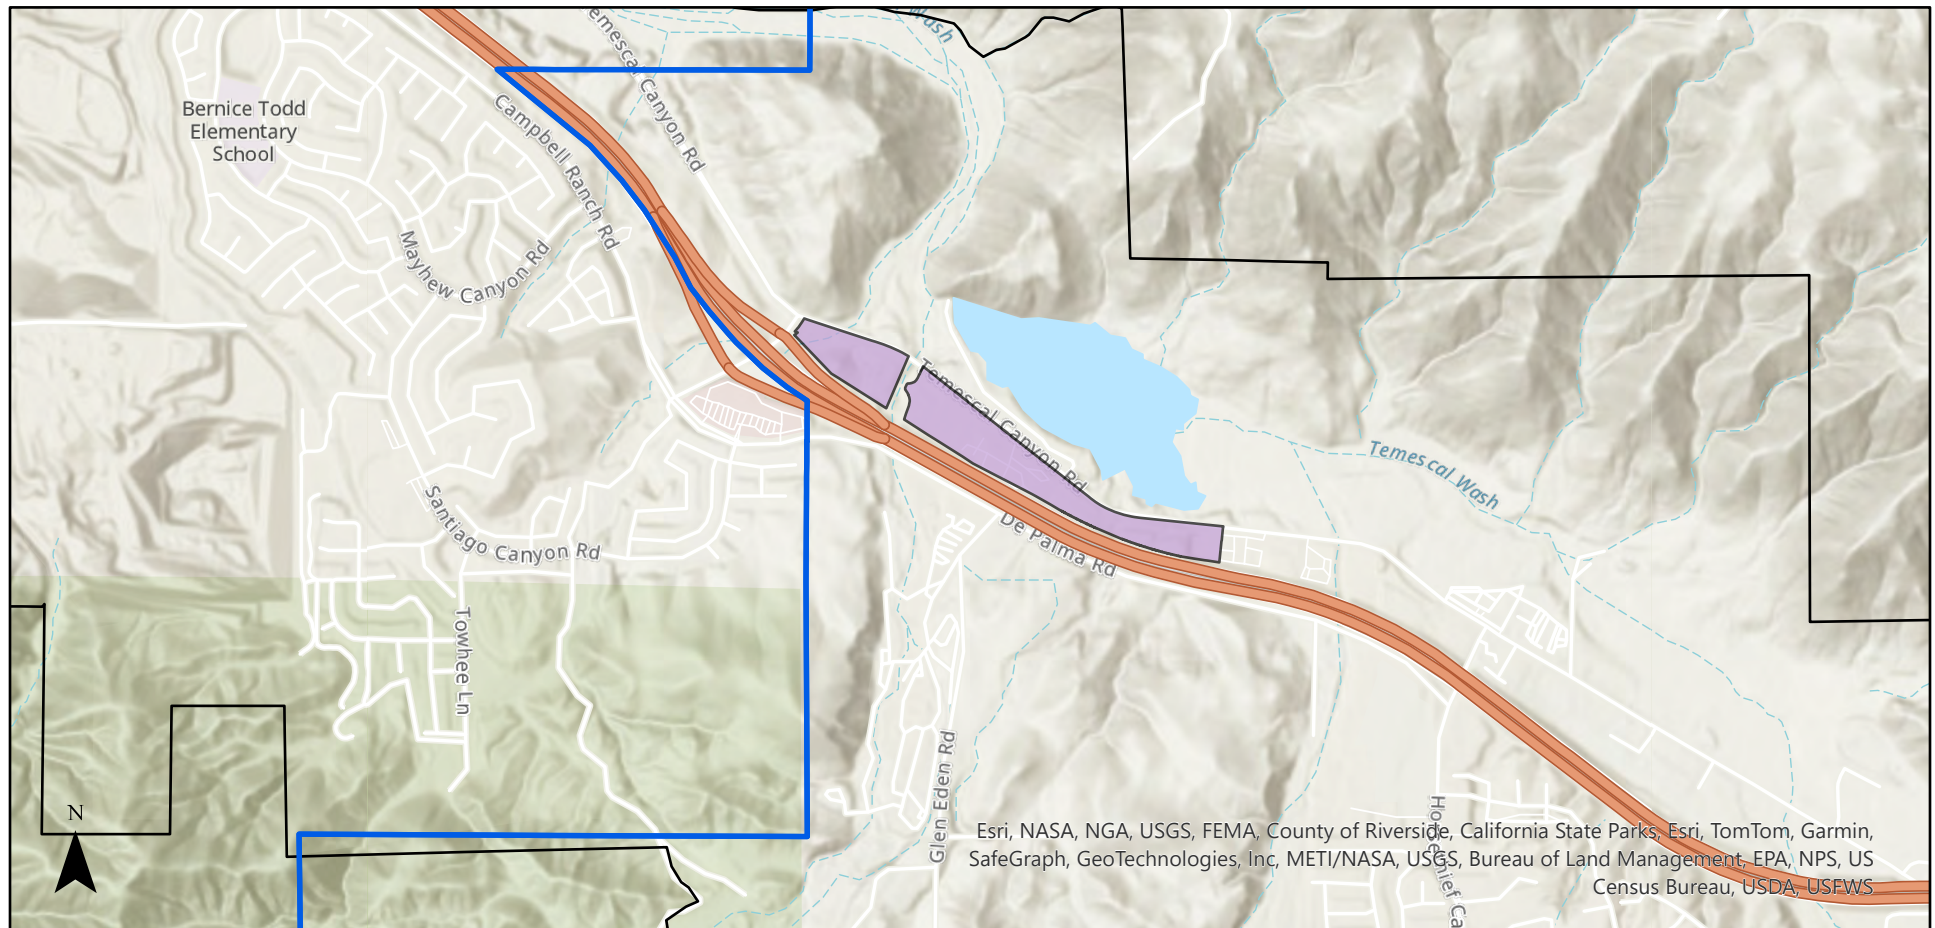 Wash
Temescal Canyon Rd
Bernice Todd
Elementary
School
Campbell Ranch Rd
Mayhew Canyon Rd
Temescal Canyon Rd
Temescal Wash
Santiago Canyon Rd
De Palma Rd
Towhee Ln
Glen Eden Rd
N
Esri, NASA, NGA, USGS, FEMA, County of Riverside, California State Parks, Esri, TomTom, Garmin,
SafeGraph, GeoTechnologies, Inc, METI/NASA, USGS, Bureau of Land Management, EPA, NPS, US
Census Bureau, USDA, USFWS